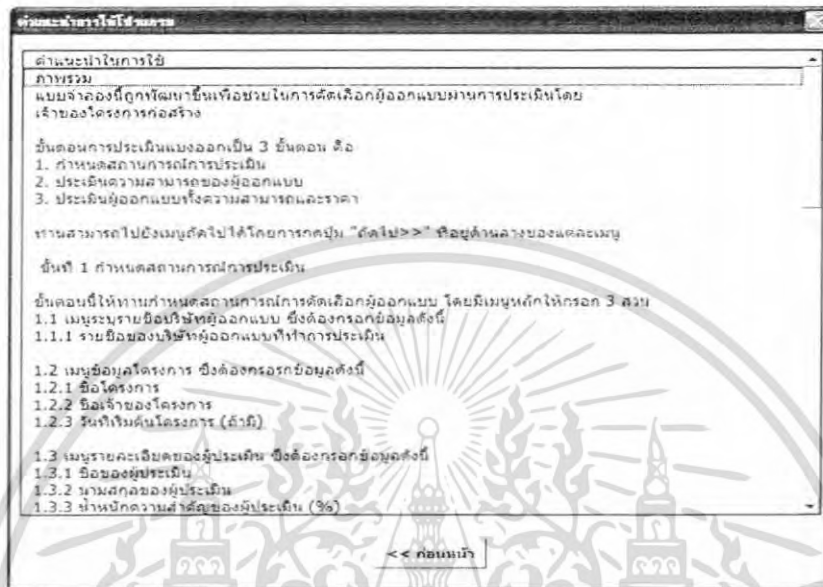 คำแนะนำการใช้โปรแกรม
คำแนะนำในการใช้
ภาพรวม
แบบจำลองนี้ถูกพัฒนาขึ้นเพื่อช่วยในการคัดเลือกผู้ออกแบบผ่านการประเมินโดย
เจ้าของโครงการก่อสร้าง
ขั้นตอนการประเมินแบ่งออกเป็น 3 ขั้นตอน คือ
1. กำหนดสถานการณ์การประเมิน
2. ประเมินความสามารถของผู้ออกแบบ
3. ประเมินผู้ออกแบบทั้งความสามารถและราคา
ท่านสามารถไปยังเมนูถัดไปได้โดยการกดปุ่ม "ถัดไป>>" ที่อยู่ด้านล่างของแต่ละเมนู
ขั้นที่ 1 กำหนดสถานการณ์การประเมิน
ขั้นตอนนี้ให้ท่านกำหนดสถานการณ์การคัดเลือกผู้ออกแบบ โดยมีเมนูหลักให้กรอก 3 ส่วน
1.1 เมนูระบุรายชื่อบริษัทผู้ออกแบบ ซึ่งต้องกรอกข้อมูลดังนี้
1.1.1 รายชื่อของบริษัทผู้ออกแบบที่ทำการประเมิน
1.2 เมนูข้อมูลโครงการ ซึ่งต้องกรอรกข้อมูลดังนี้
1.2.1 ชื่อโครงการ
1.2.2 ชื่อเจ้าของโครงการ
1.2.3 วันที่เริ่มต้นโครงการ (ถ้ามี)
1.3 เมนูรายละเอียดของผู้ประเมิน ซึ่งต้องกรอกข้อมูลดังนี้
1.3.1 ชื่อของผู้ประเมิน
1.3.2 นามสกุลของผู้ประเมิน
1.3.3 น้ำหนักความสำคัญของผู้ประเมิน (%)
<< ก่อนหน้า